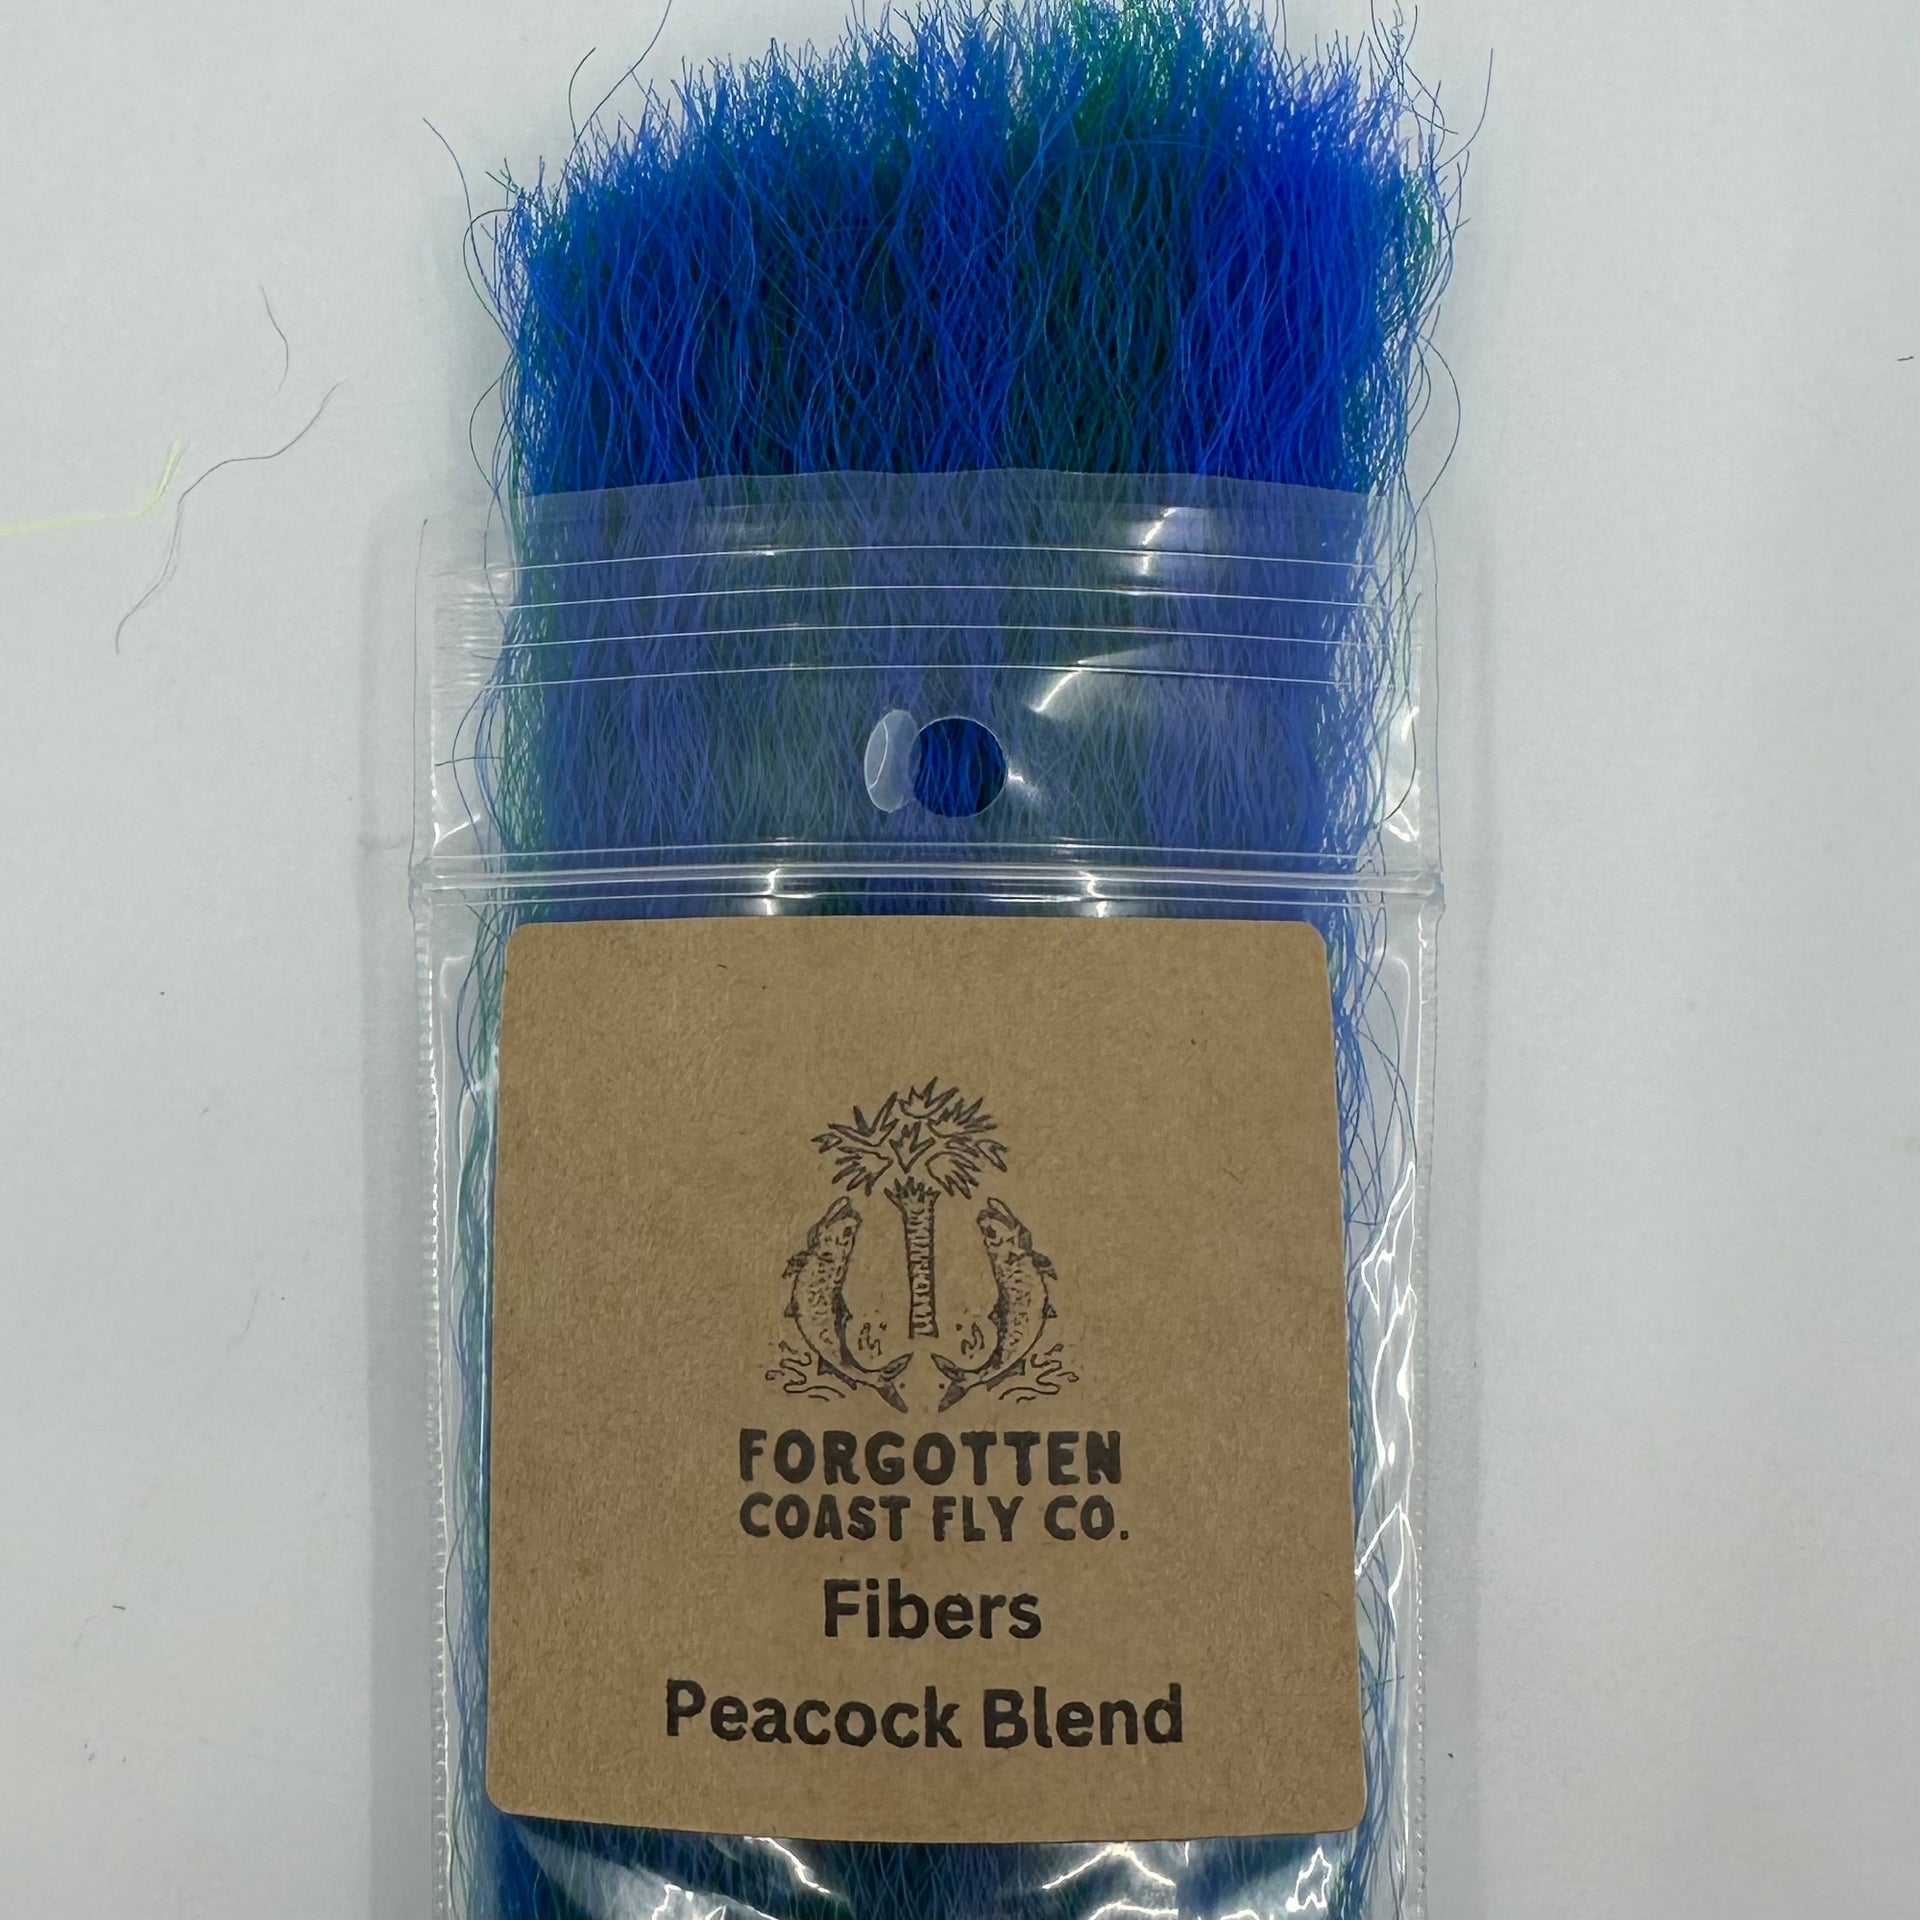 FORGOTTEN
COAST FLY CO.
Fibers
Peacock Blend